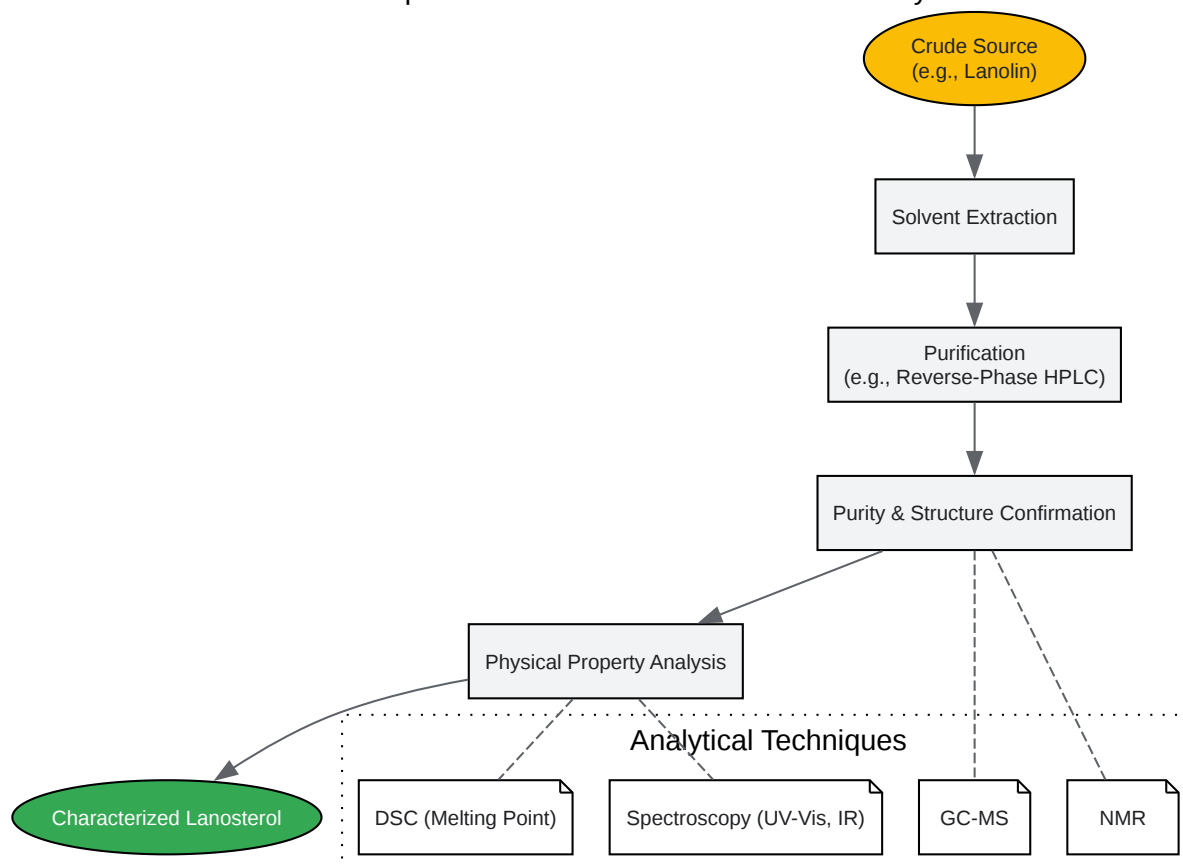 Crude Source
(e.g., Lanolin)
Solvent Extraction
Purification
(e.g., Reverse-Phase HPLC)
Purity & Structure Confirmation
Physical Property Analysis
Analytical Techniques
Characterized Lanosterol
DSC (Melting Point)
Spectroscopy (UV-Vis, IR)
GC-MS
NMR